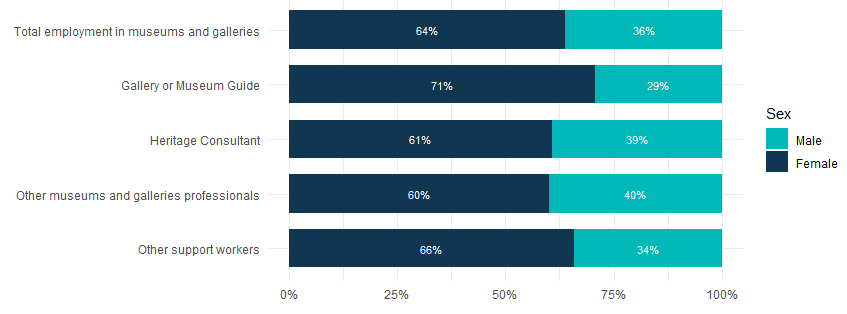 Total employment in museums and galleries 64% 36%
Gallery or Museum Guide 71% 29%
Heritage Consultant 61% 39%
Other museums and galleries professionals 60% 40%
Other support workers 66% 34%
0% 25% 50% 75% 100%
Sex
Male
Female